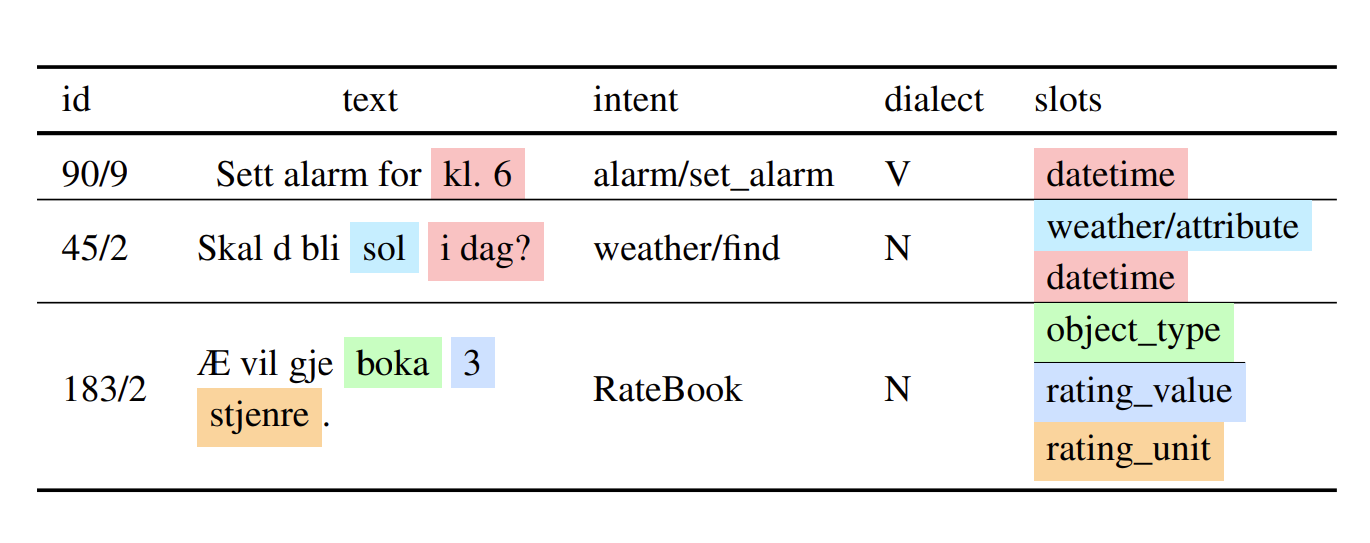 id text intent dialect slots
90/9 Sett alarm for kl. 6 alarm/set_alarm V datetime
45/2 Skal d bli sol i dag? weather/find N weather/attribute
datetime
183/2 Æ vil gje boka 3 RateBook N object_type
stjenre . rating_value
rating_unit